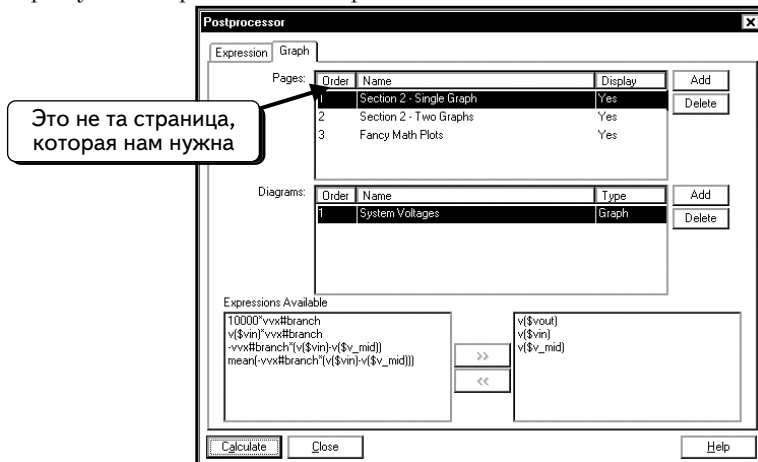 Postprocessor
Expression Graph
Pages: Order Name Display Add
1 Section 2 - Single Graph Yes Delete
2 Section 2 - Two Graphs Yes
3 Fancy Math Plots Yes
Это не та страница,
которая нам нужна
Diagrams: Order Name Type Add
1 System Voltages Graph Delete
Expressions Available
10000*vvx#branch
v($vin)*vvx#branch
-vvx#branch*(v($vin)-v($v_mid))
mean(-vvx#branch*(v($vin)-v($v_mid)))
>>
<<
v($vout)
v($vin)
v($v_mid)
Calculate Close Help